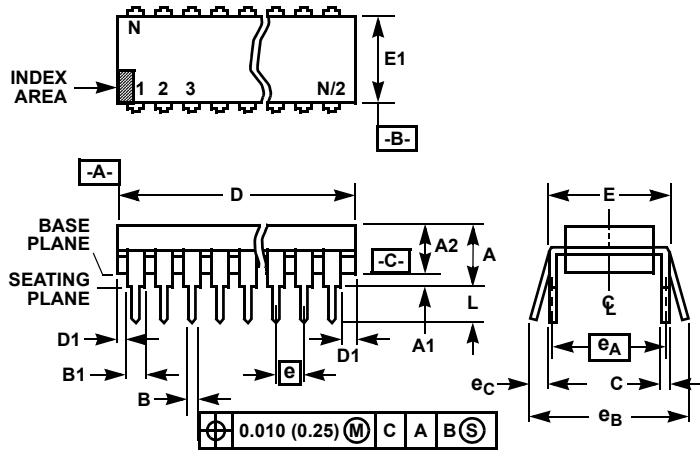 N
E1
INDEX
AREA
1 2 3 N/2
-B-
-A-
D
E
BASE
PLANE
A2
A
-C-
SEATING
PLANE
L
C
L
D1
A1
D1
eA
B1
e
eC
C
B
eB
0.010 (0.25) M C A B S